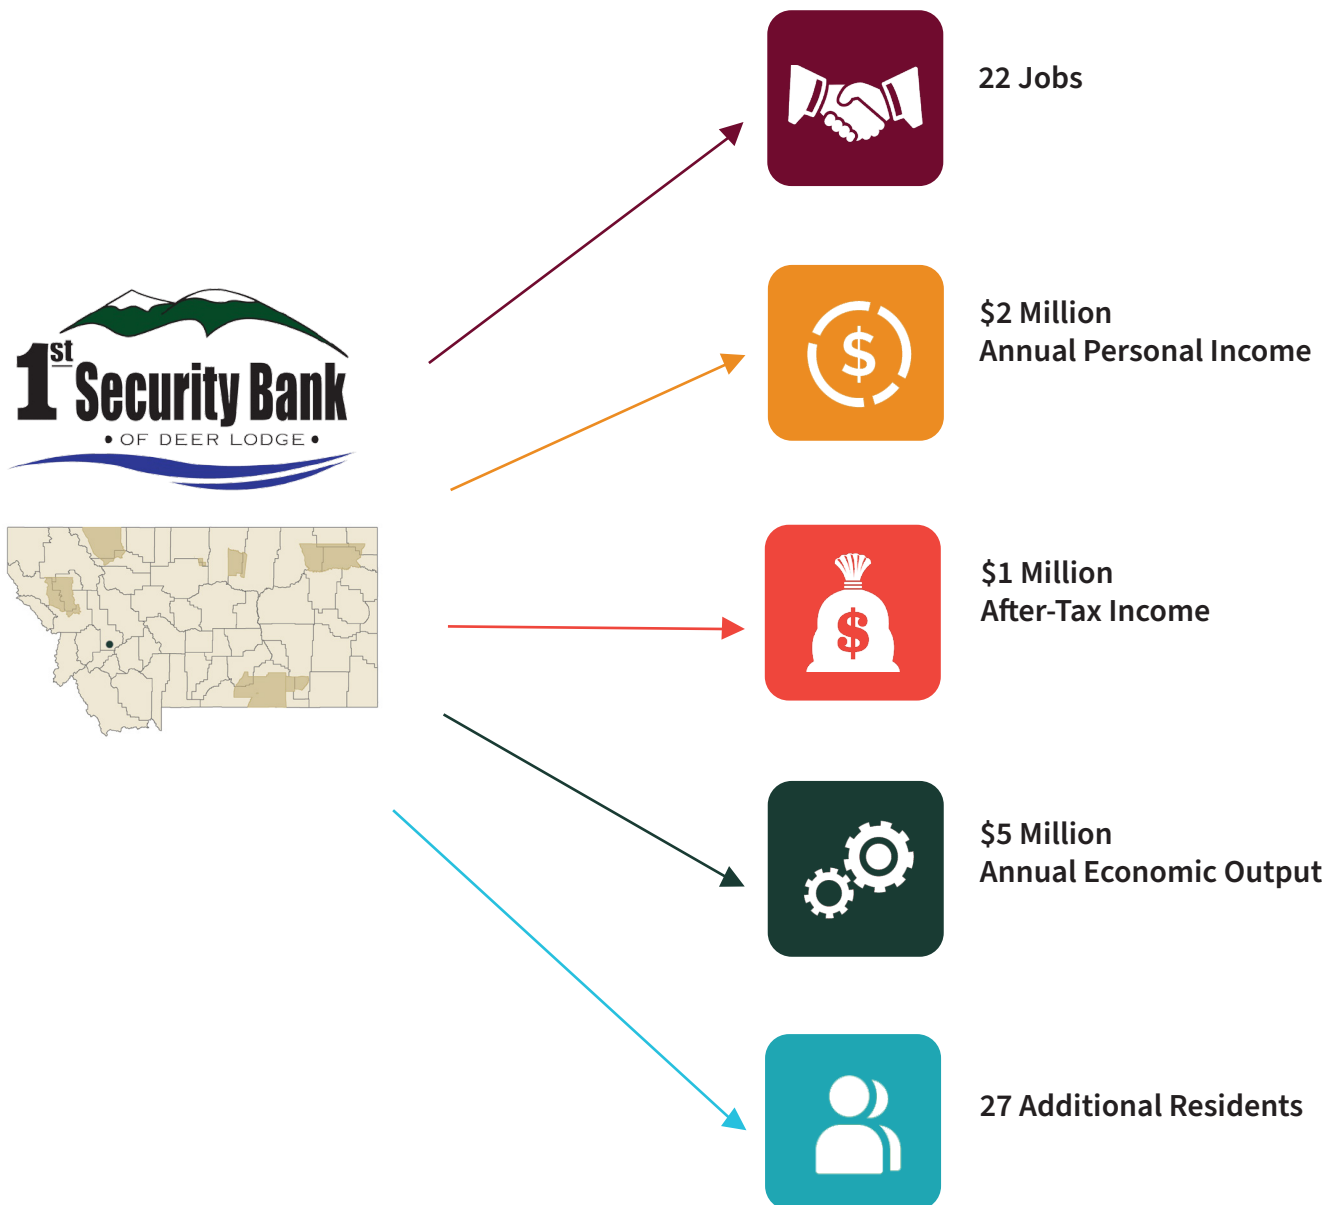 1st Security Bank
• OF DEER LODGE •
22 Jobs
$2 Million
Annual Personal Income
$1 Million
After-Tax Income
$5 Million
Annual Economic Output
27 Additional Residents
$
$